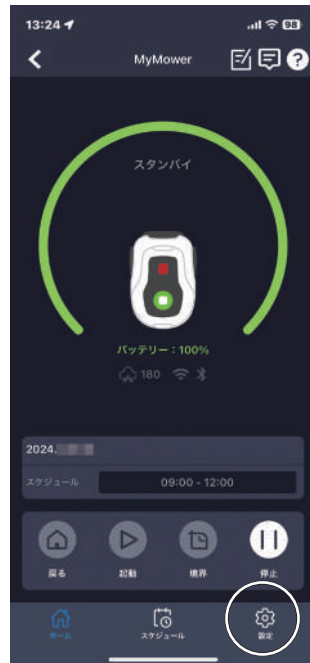 13:24 98
MyMower ?
スタンバイ
バッテリー：100%
180
2024.
スケジュール 09:00 - 12:00
戻る 起動 境界 停止
ホーム スケジュール 設定